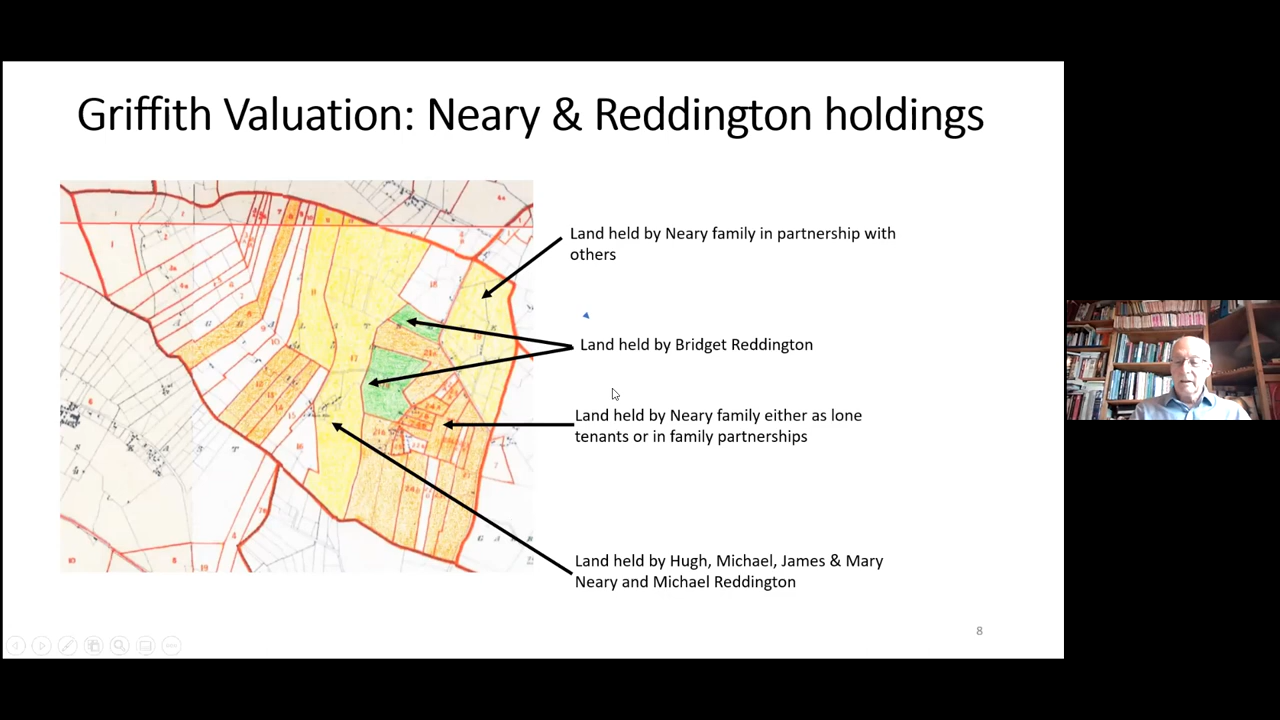 Griffith Valuation: Neary & Reddington holdings
Land held by Neary family in partnership with
others
Land held by Bridget Reddington
Land held by Neary family either as lone
tenants or in family partnerships
Land held by Hugh, Michael, James & Mary
Neary and Michael Reddington
8